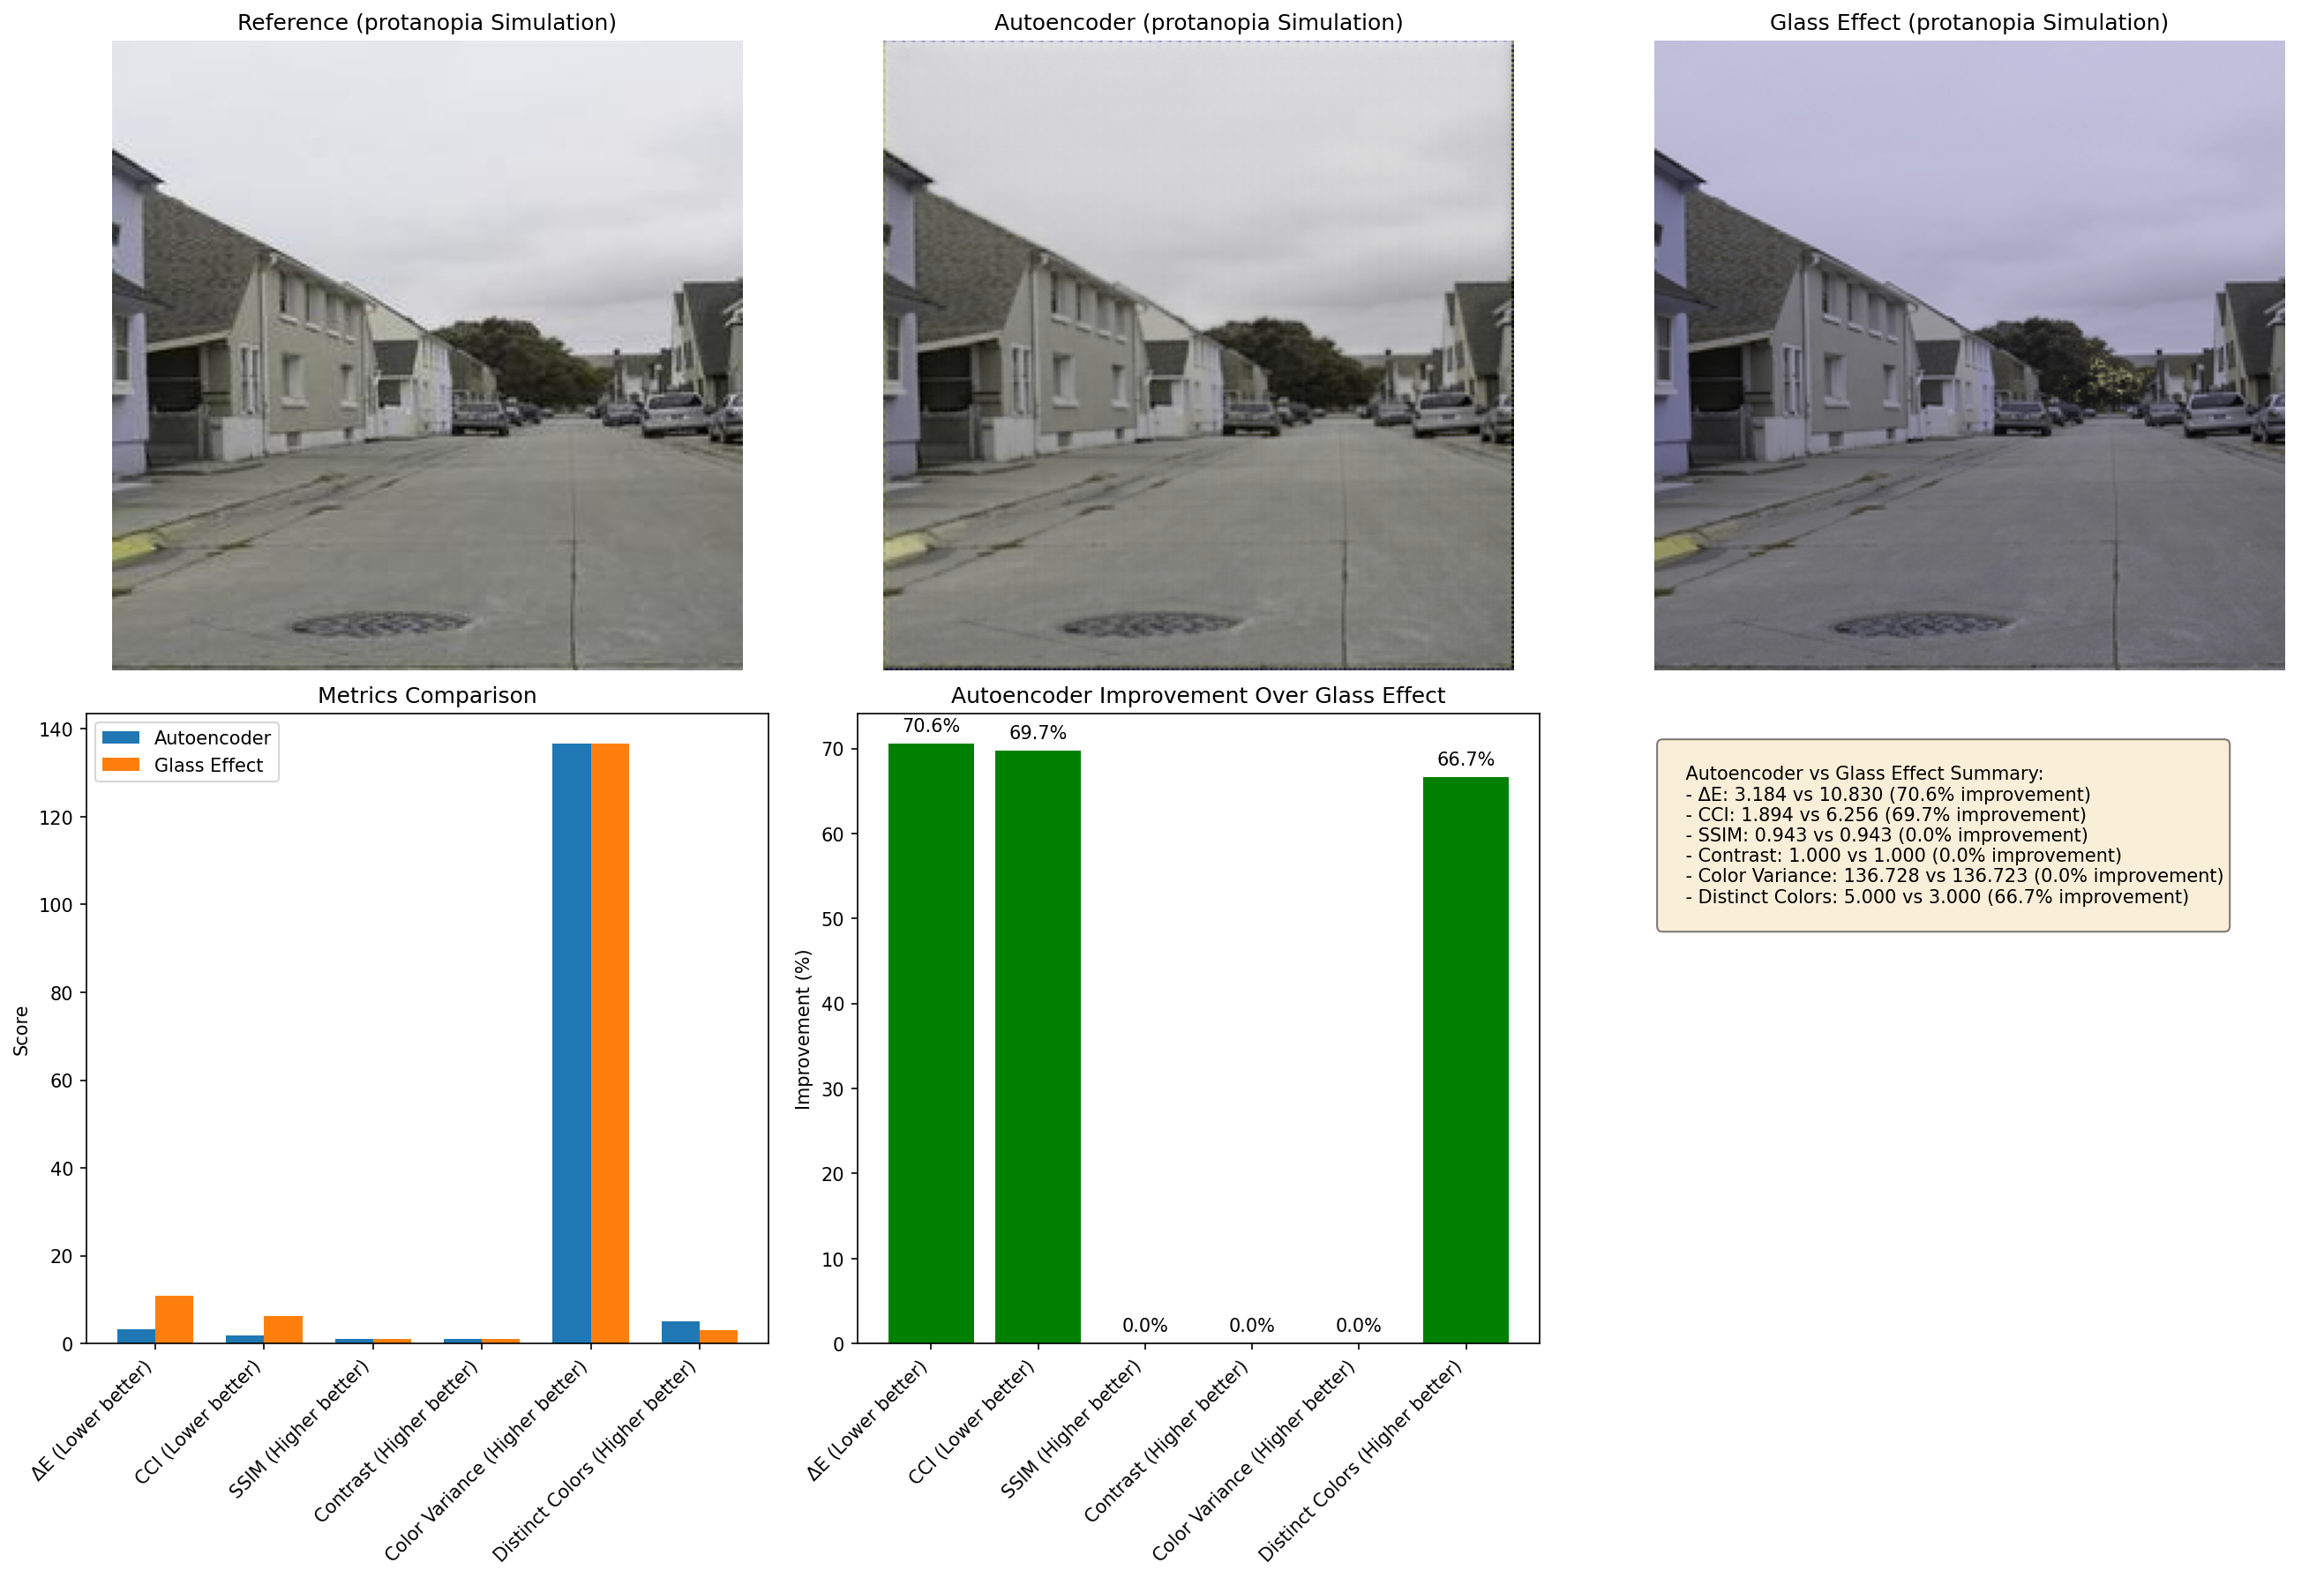 Reference (protanopia Simulation)
Autoencoder (protanopia Simulation)
Glass Effect (protanopia Simulation)
Metrics Comparison
Autoencoder
Glass Effect
Score
140
120
100
80
60
40
20
0
ΔE (Lower better)
CCI (Lower better)
SSIM (Higher better)
Contrast (Higher better)
Color Variance (Higher better)
Distinct Colors (Higher better)
Autoencoder Improvement Over Glass Effect
Improvement (%)
70
60
50
40
30
20
10
0
70.6%
69.7%
0.0%
0.0%
0.0%
66.7%
ΔE (Lower better)
CCI (Lower better)
SSIM (Higher better)
Contrast (Higher better)
Color Variance (Higher better)
Distinct Colors (Higher better)
Autoencoder vs Glass Effect Summary:
- ΔE: 3.184 vs 10.830 (70.6% improvement)
- CCI: 1.894 vs 6.256 (69.7% improvement)
- SSIM: 0.943 vs 0.943 (0.0% improvement)
- Contrast: 1.000 vs 1.000 (0.0% improvement)
- Color Variance: 136.728 vs 136.723 (0.0% improvement)
- Distinct Colors: 5.000 vs 3.000 (66.7% improvement)